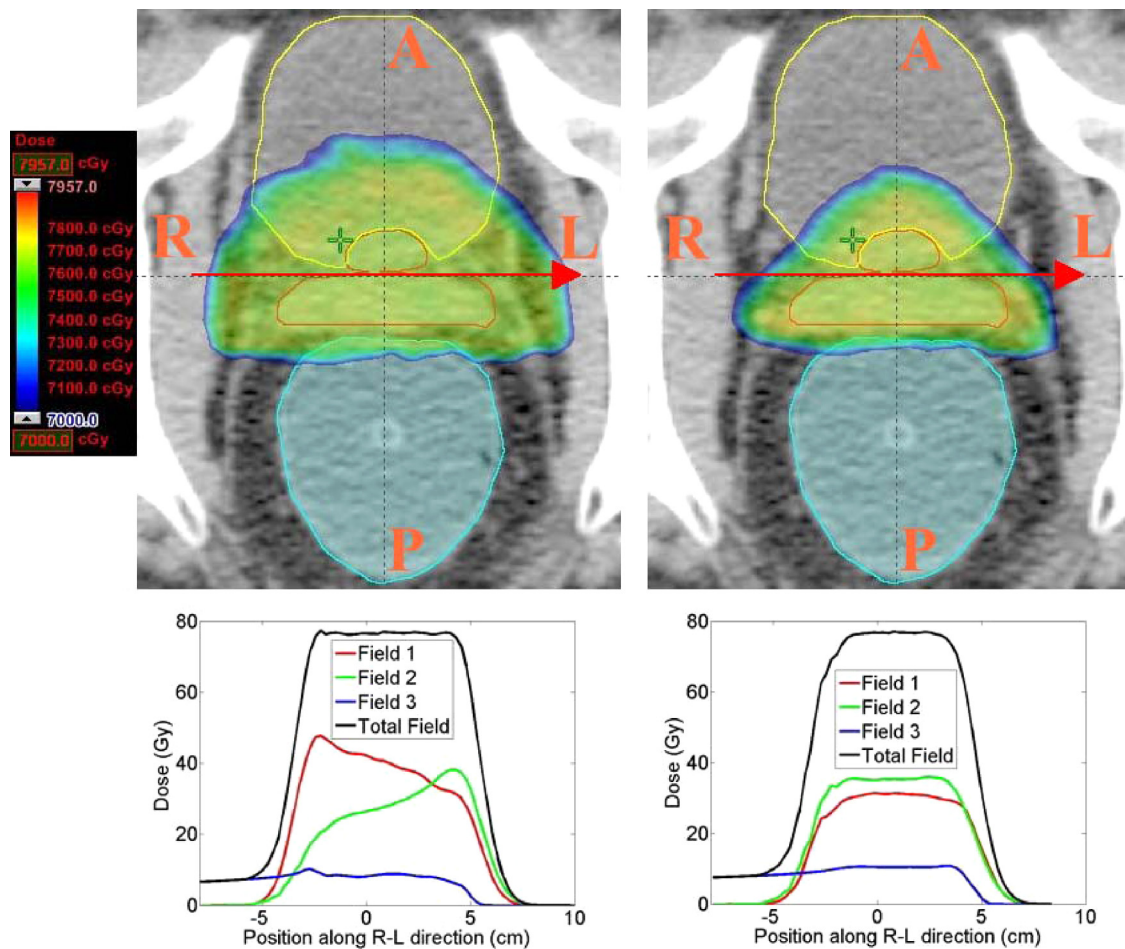 Dose
7957.0 cGy
7957.0
7800.0 cGy
7700.0 cGy
7600.0 cGy
7500.0 cGy
7400.0 cGy
7300.0 cGy
7200.0 cGy
7100.0 cGy
7000.0
7000.0 cGy
A
R
L
P
A
R
L
P
80
60
40
20
0
Dose (Gy)
Field 1
Field 2
Field 3
Total Field
-5
0
5
10
Position along R-L direction (cm)
80
60
40
20
0
Dose (Gy)
Field 1
Field 2
Field 3
Total Field
-5
0
5
10
Position along R-L direction (cm)